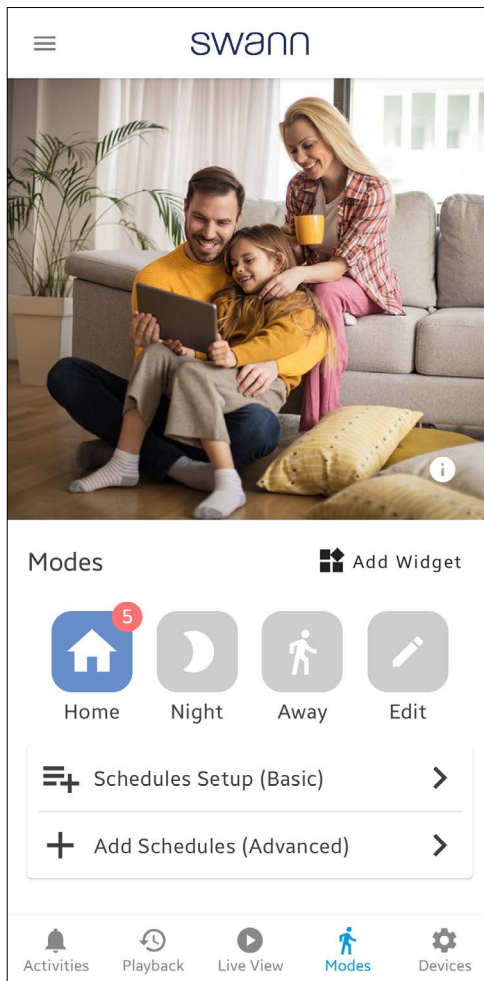 swann
i
Modes
Add Widget
5
Home
Night
Away
Edit
Schedules Setup (Basic)
Add Schedules (Advanced)
Activities
Playback
Live View
Modes
Devices